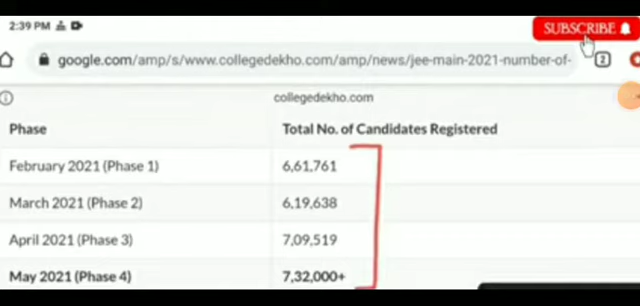 2:39 PM
SUBSCRIBE
google.com/amp/s/www.collegedekho.com/amp/news/jee-main-2021-number-of-
2
collegedekho.com
Phase Total No. of Candidates Registered
February 2021 (Phase 1) 6,61,761
March 2021 (Phase 2) 6,19,638
April 2021 (Phase 3) 7,09,519
May 2021 (Phase 4) 7,32,000+